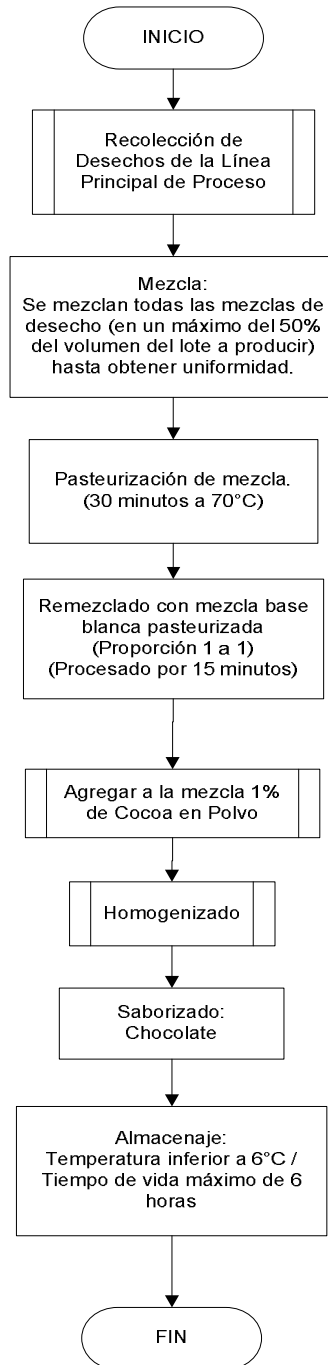 INICIO
Recolección de
Desechos de la Línea
Principal de Proceso
Mezcla:
Se mezclan todas las mezclas de
desecho (en un máximo del 50%
del volumen del lote a producir)
hasta obtener uniformidad.
Pasteurización de mezcla.
(30 minutos a 70°C)
Remezclado con mezcla base
blanca pasteurizada
(Proporción 1 a 1)
(Procesado por 15 minutos)
Agregar a la mezcla 1%
de Cocoa en Polvo
Homogenizado
Saborizado:
Chocolate
Almacenaje:
Temperatura inferior a 6°C /
Tiempo de vida máximo de 6
horas
FIN